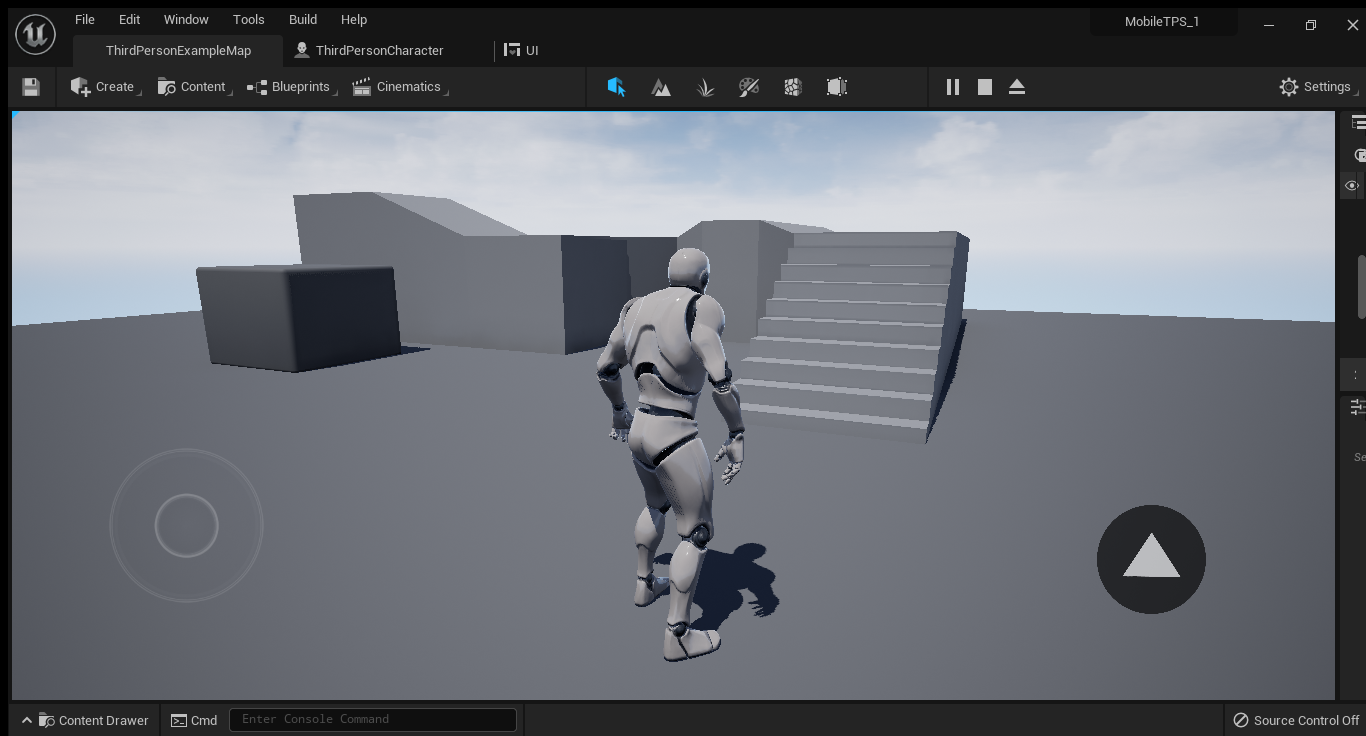 File Edit Window Tools Build Help MobileTPS_1
ThirdPersonExampleMap ThirdPersonCharacter UI
Create Content Blueprints Cinematics Settings
Se
Content Drawer Cmd Enter Console Command Source Control Off